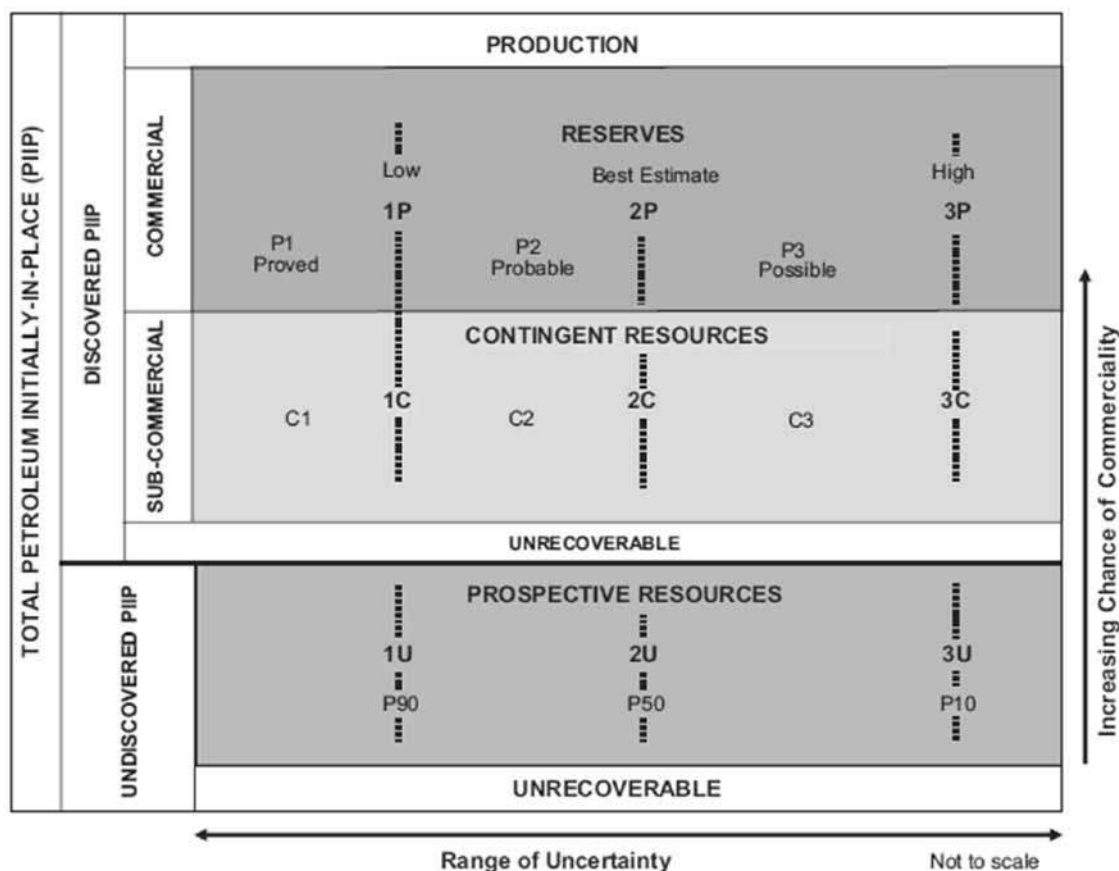 TOTAL PETROLEUM INITIALLY-IN-PLACE (PIIP)
DISCOVERED PIIP
COMMERCIAL
PRODUCTION
RESERVES
Low
Best Estimate
High
1P
2P
3P
P1
Proved
P2
Probable
P3
Possible
SUB-COMMERCIAL
CONTINGENT RESOURCES
1C
2C
3C
C1
C2
C3
UNRECOVERABLE
UNDISCOVERED PIIP
PROSPECTIVE RESOURCES
1U
2U
3U
P90
P50
P10
UNRECOVERABLE
Increasing Chance of Commerciality
Range of Uncertainty
Not to scale